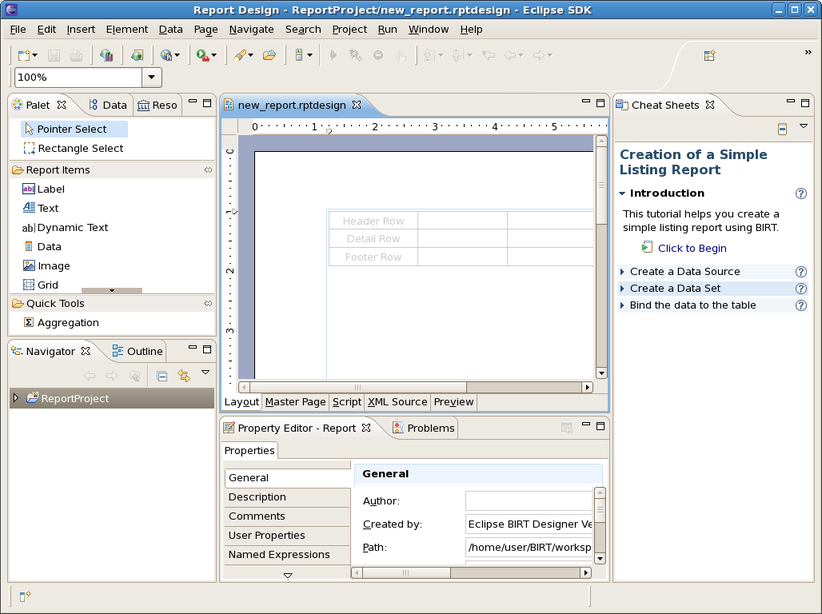 Report Design - ReportProject/new_report.rptdesign - Eclipse SDK
File Edit Insert Element Data Page Navigate Search Project Run Window Help
»
100%
Palet Data Reso
Pointer Select
Rectangle Select
Report Items
Label
Text
ab| Dynamic Text
Data
Image
Grid
Quick Tools
Aggregation
Navigator Outline
ReportProject
new_report.rptdesign
0 1 2 3 4 5
1
2
3
Header Row
Detail Row
Footer Row
Layout Master Page Script XML Source Preview
Property Editor - Report Problems
Properties
General
Description
Comments
User Properties
Named Expressions
General
Author:
Created by: Eclipse BIRT Designer Ve
Path: /home/user/BIRT/worksp
Cheat Sheets
Creation of a Simple
Listing Report
Introduction
This tutorial helps you create a
simple listing report using BIRT.
Click to Begin
Create a Data Source
Create a Data Set
Bind the data to the table